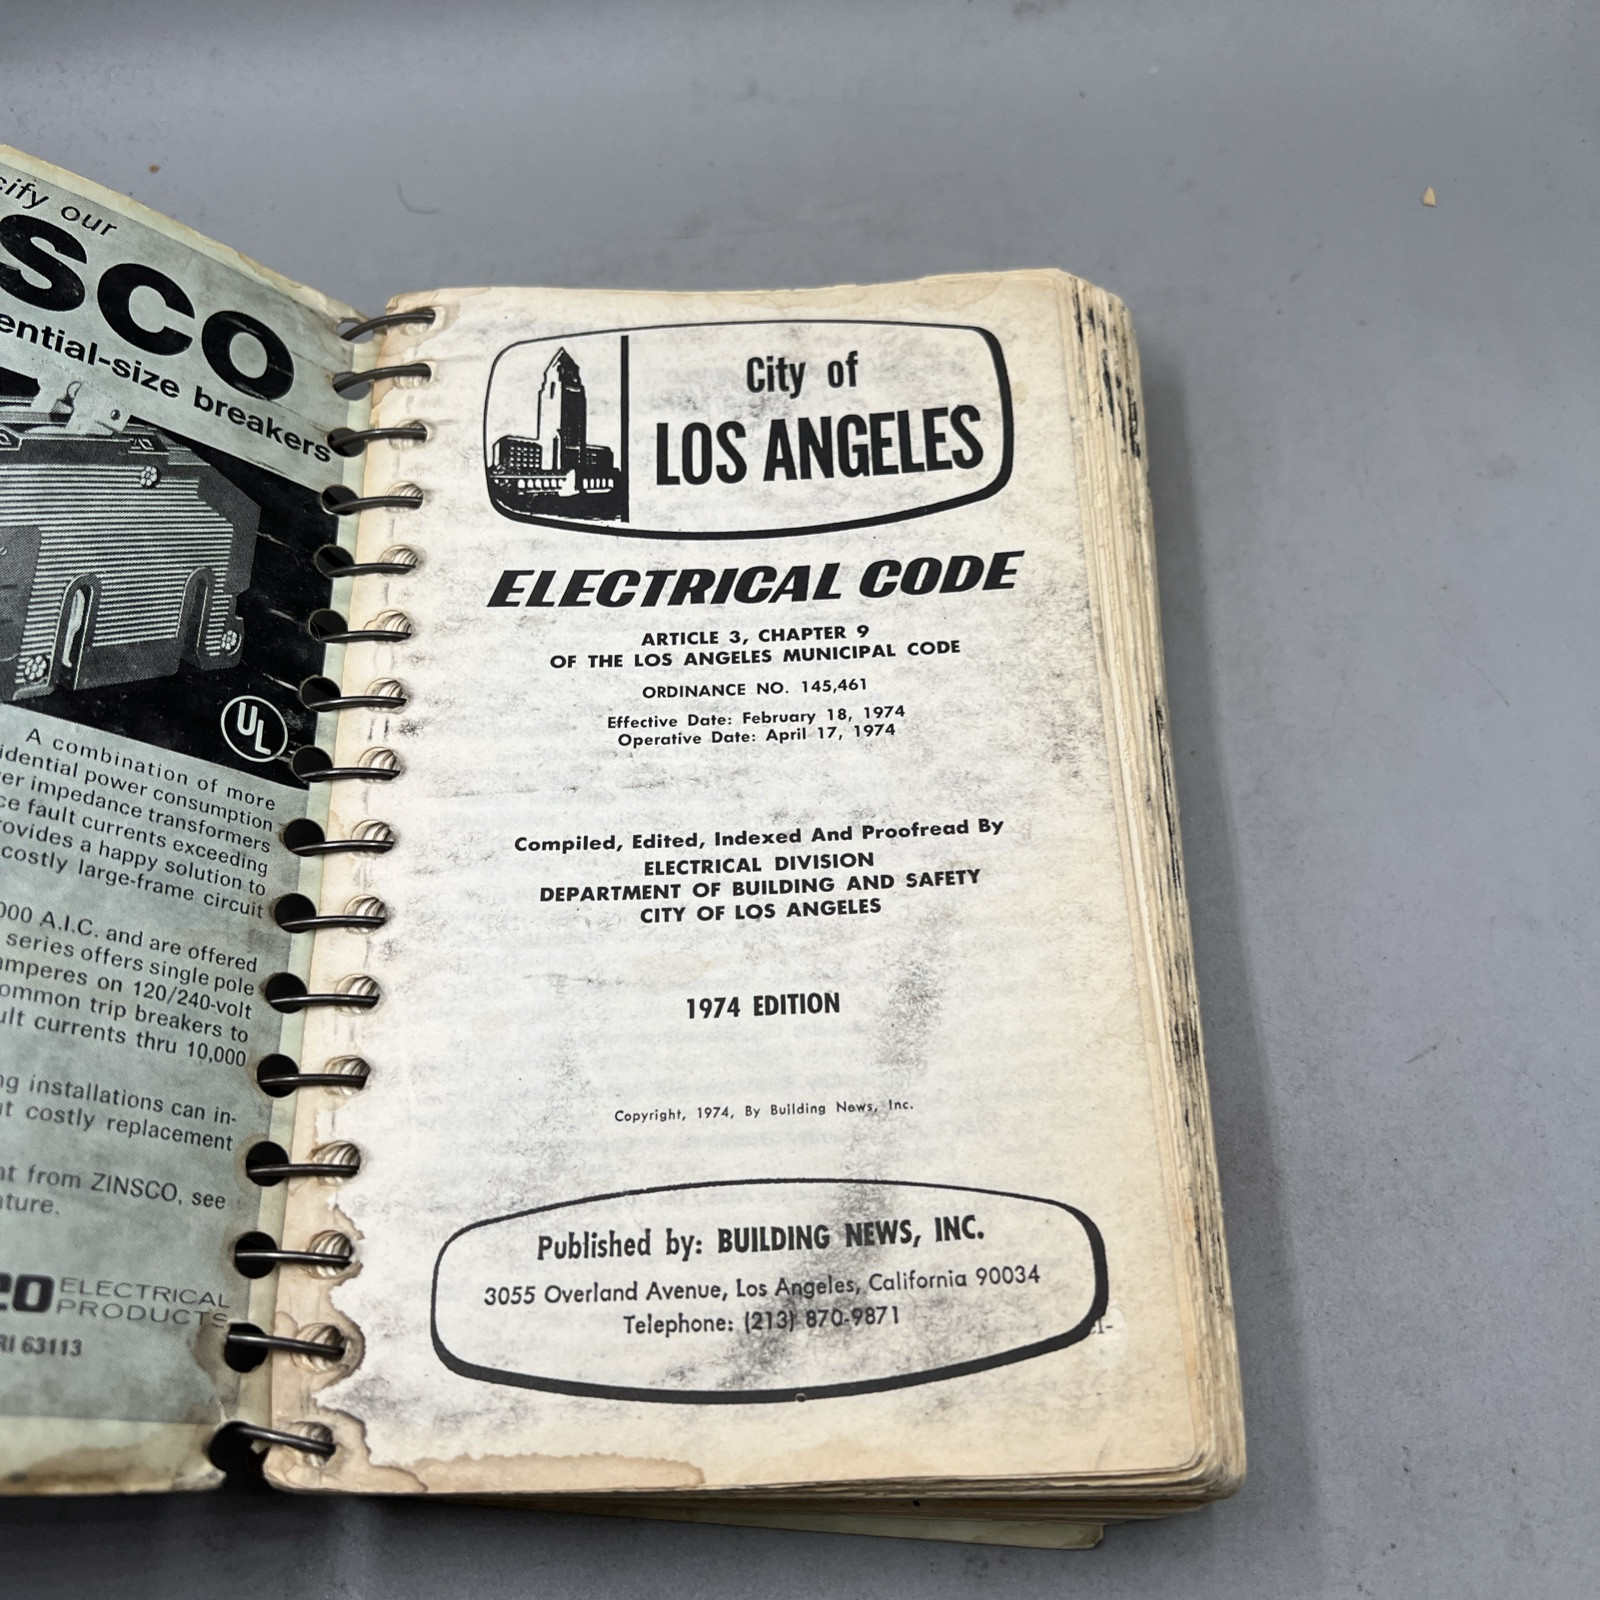 our
SCO
ential-size breakers
UL
A combination of more
idential power consumption
er impedance transformers
ce fault currents exceeding
rovides a happy solution to
costly large-frame circuit
000 A.I.C. and are offered
series offers single pole
amperes on 120/240-volt
ommon trip breakers to
ult currents thru 10,000
ng installations can in-
ut costly replacement
nt from ZINSCO, see
ature.
CO ELECTRICAL
PRODUCTS
RI 63113
City of
LOS ANGELES
ELECTRICAL CODE
ARTICLE 3, CHAPTER 9
OF THE LOS ANGELES MUNICIPAL CODE
ORDINANCE NO. 145,461
Effective Date: February 18, 1974
Operative Date: April 17, 1974
Compiled, Edited, Indexed And Proofread By
ELECTRICAL DIVISION
DEPARTMENT OF BUILDING AND SAFETY
CITY OF LOS ANGELES
1974 EDITION
Copyright, 1974, By Building News, Inc.
Published by: BUILDING NEWS, INC.
3055 Overland Avenue, Los Angeles, California 90034
Telephone: (213) 870-9871